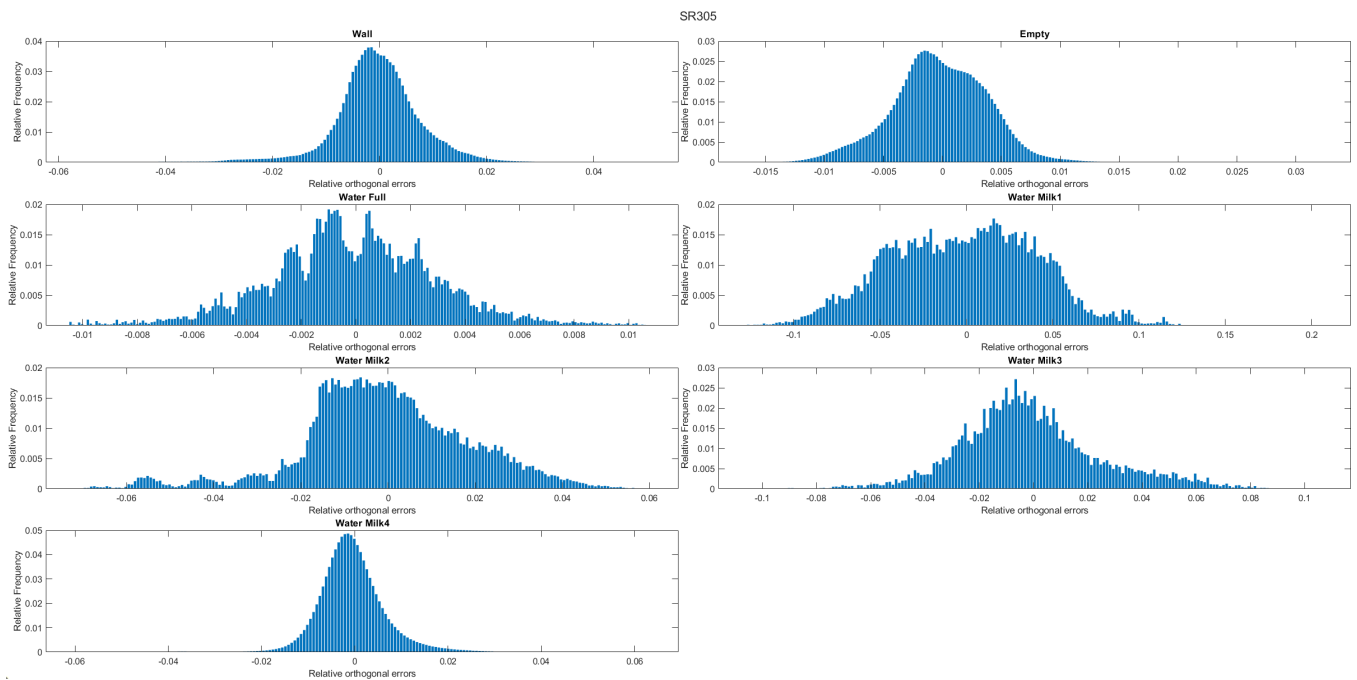 SR305
Wall
Relative Frequency
0.04
0.03
0.02
0.01
0
-0.06 -0.04 -0.02 0 0.02 0.04
Relative orthogonal errors
Empty
Relative Frequency
0.03
0.025
0.02
0.015
0.01
0.005
0
-0.015 -0.01 -0.005 0 0.005 0.01 0.015 0.02 0.025 0.03
Relative orthogonal errors
Water Full
Relative Frequency
0.02
0.015
0.01
0.005
0
-0.01 -0.008 -0.006 -0.004 -0.002 0 0.002 0.004 0.006 0.008 0.01
Relative orthogonal errors
Water Milk1
Relative Frequency
0.02
0.015
0.01
0.005
0
-0.1 -0.05 0 0.05 0.1 0.15 0.2
Relative orthogonal errors
Water Milk2
Relative Frequency
0.02
0.015
0.01
0.005
0
-0.06 -0.04 -0.02 0 0.02 0.04 0.06
Relative orthogonal errors
Water Milk3
Relative Frequency
0.03
0.025
0.02
0.015
0.01
0.005
0
-0.1 -0.08 -0.06 -0.04 -0.02 0 0.02 0.04 0.06 0.08 0.1
Relative orthogonal errors
Water Milk4
Relative Frequency
0.05
0.04
0.03
0.02
0.01
0
-0.06 -0.04 -0.02 0 0.02 0.04 0.06
Relative orthogonal errors